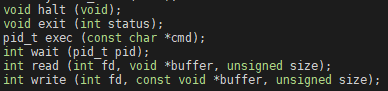 void halt (void);
void exit (int status);
pid_t exec (const char *cmd);
int wait (pid_t pid);
int read (int fd, void *buffer, unsigned size);
int write (int fd, const void *buffer, unsigned size);